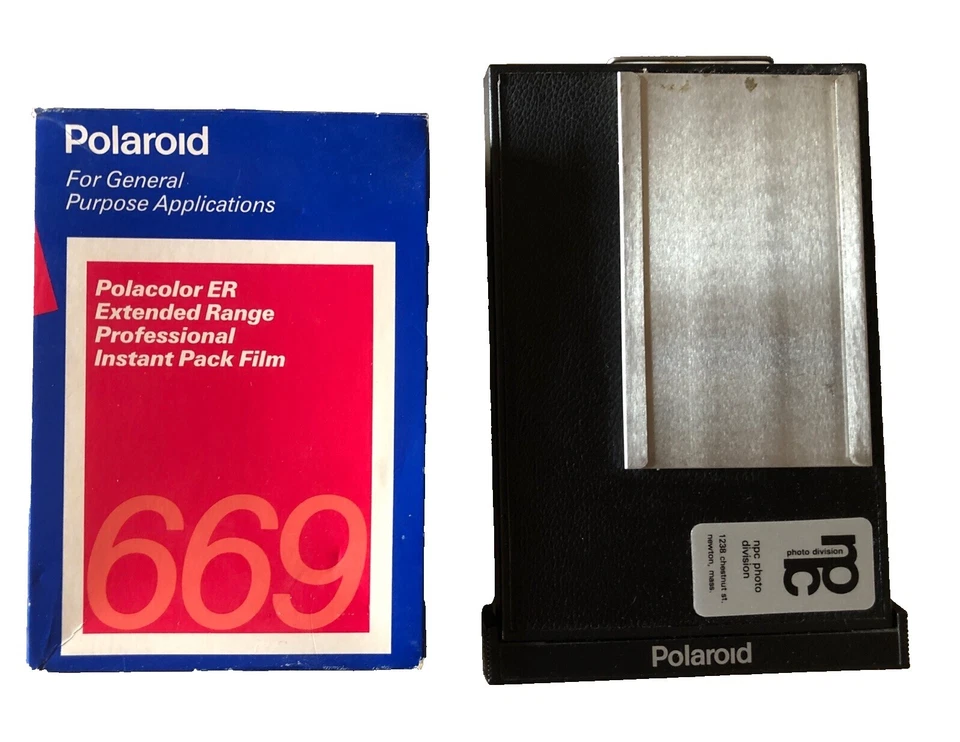 Polaroid
For General
Purpose Applications
Polacolor ER
Extended Range
Professional
Instant Pack Film
669
npc
photo division
npc photo
division
1238 chestnut st.
newton, mass.
Polaroid